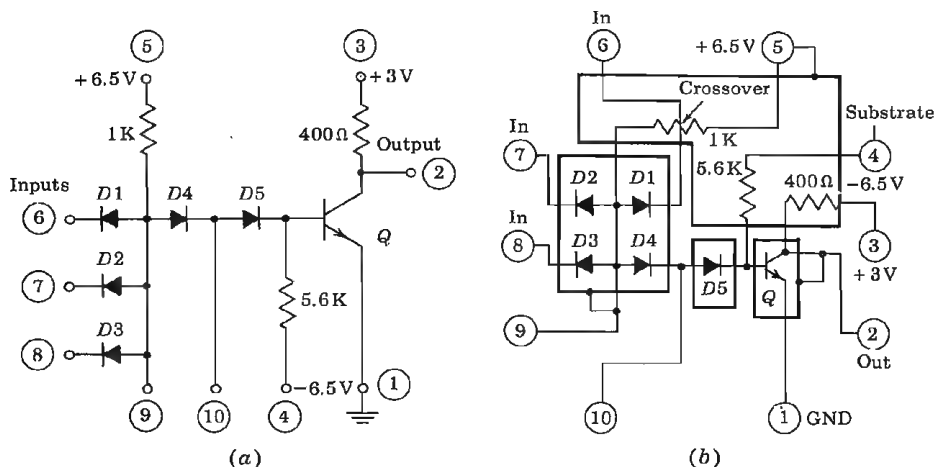 5
3
+6.5V
+3V
1K
400Ω
Output
2
Inputs
D1
D4
D5
6
Q
D2
7
5.6K
D3
8
-6.5V
1
9
10
4
(a)
In
6
+6.5V
5
Crossover
In
1K
Substrate
7
5.6K
4
D2
D1
400Ω
-6.5V
In
3
8
D3
D4
+3V
D5
Q
9
2
Out
10
1
GND
(b)